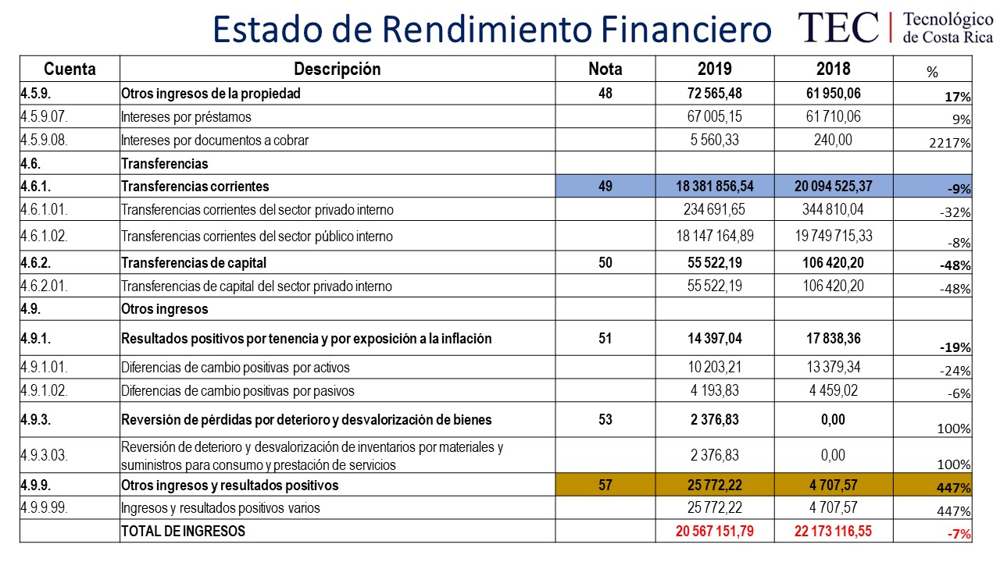 Estado de Rendimiento Financiero
TEC | Tecnológico
de Costa Rica
Cuenta Descripción Nota 2019 2018 %
4.5.9. Otros ingresos de la propiedad 48 72 565,48 61 950,06 17%
4.5.9.07. Intereses por préstamos 67 005,15 61 710,06 9%
4.5.9.08. Intereses por documentos a cobrar 5 560,33 240,00 2217%
4.6. Transferencias
4.6.1. Transferencias corrientes 49 18 381 856,54 20 094 525,37 -9%
4.6.1.01. Transferencias corrientes del sector privado interno 234 691,65 344 810,04 -32%
4.6.1.02. Transferencias corrientes del sector público interno 18 147 164,89 19 749 715,33 -8%
4.6.2. Transferencias de capital 50 55 522,19 106 420,20 -48%
4.6.2.01. Transferencias de capital del sector privado interno 55 522,19 106 420,20 -48%
4.9. Otros ingresos
4.9.1. Resultados positivos por tenencia y por exposición a la inflación 51 14 397,04 17 838,36 -19%
4.9.1.01. Diferencias de cambio positivas por activos 10 203,21 13 379,34 -24%
4.9.1.02. Diferencias de cambio positivas por pasivos 4 193,83 4 459,02 -6%
4.9.3. Reversión de pérdidas por deterioro y desvalorización de bienes 53 2 376,83 0,00 100%
4.9.3.03. Reversión de deterioro y desvalorización de inventarios por materiales y
suministros para consumo y prestación de servicios 2 376,83 0,00 100%
4.9.9. Otros ingresos y resultados positivos 57 25 772,22 4 707,57 447%
4.9.9.99. Ingresos y resultados positivos varios 25 772,22 4 707,57 447%
TOTAL DE INGRESOS 20 567 151,79 22 173 116,55 -7%